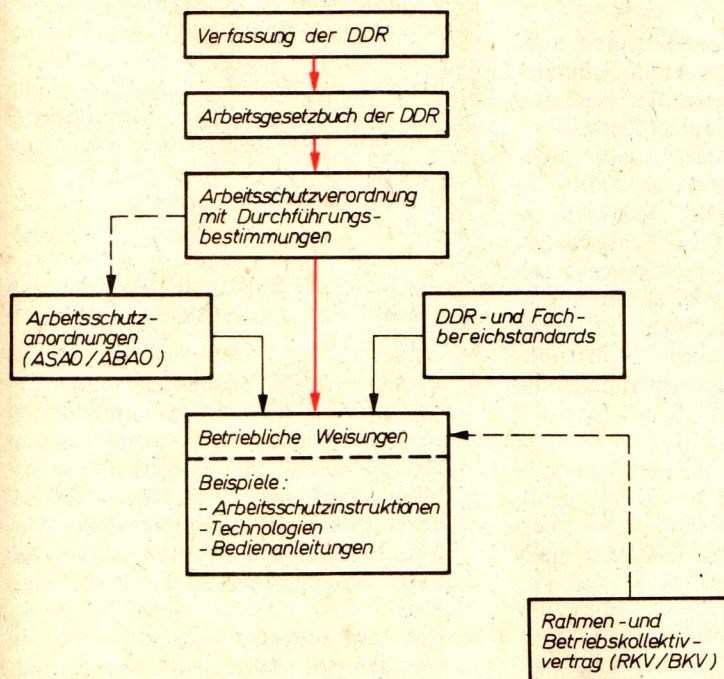 Verfassung der DDR
Arbeitsgesetzbuch der DDR
Arbeitsschutzverordnung
mit Durchführungs-
bestimmungen
Arbeitsschutz-
anordnungen
(ASAO/ABAO)
DDR- und Fach-
bereichstandards
Betriebliche Weisungen
Beispiele:
- Arbeitsschutzinstruktionen
- Technologien
- Bedienanleitungen
Rahmen- und
Betriebskollektiv-
vertrag (RKV/BKV)